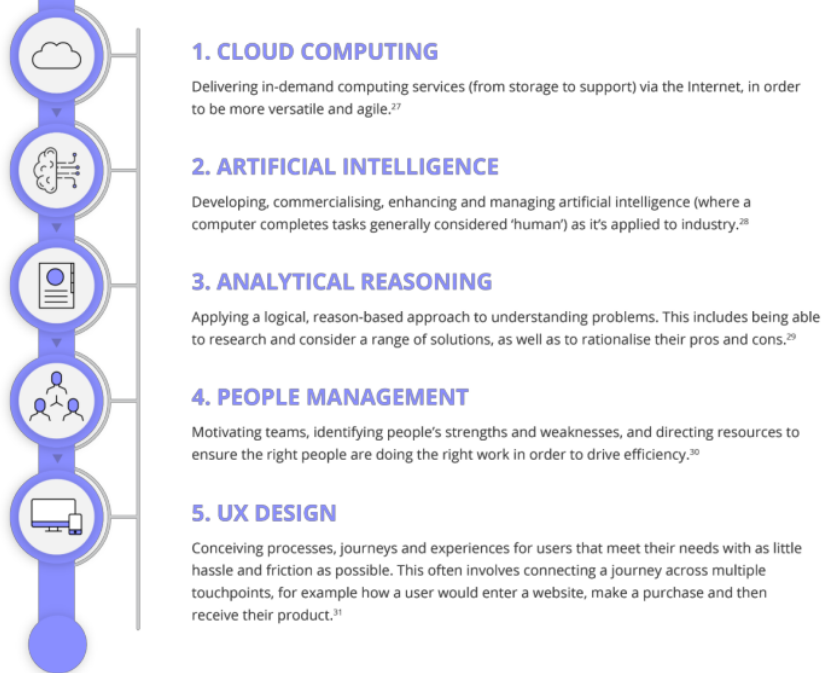 1. CLOUD COMPUTING
Delivering in-demand computing services (from storage to support) via the Internet, in order
to be more versatile and agile.²⁷
2. ARTIFICIAL INTELLIGENCE
Developing, commercialising, enhancing and managing artificial intelligence (where a
computer completes tasks generally considered ‘human’) as it’s applied to industry.²⁸
3. ANALYTICAL REASONING
Applying a logical, reason-based approach to understanding problems. This includes being able
to research and consider a range of solutions, as well as to rationalise their pros and cons.²⁹
4. PEOPLE MANAGEMENT
Motivating teams, identifying people’s strengths and weaknesses, and directing resources to
ensure the right people are doing the right work in order to drive efficiency.³⁰
5. UX DESIGN
Conceiving processes, journeys and experiences for users that meet their needs with as little
hassle and friction as possible. This often involves connecting a journey across multiple
touchpoints, for example how a user would enter a website, make a purchase and then
receive their product.³¹